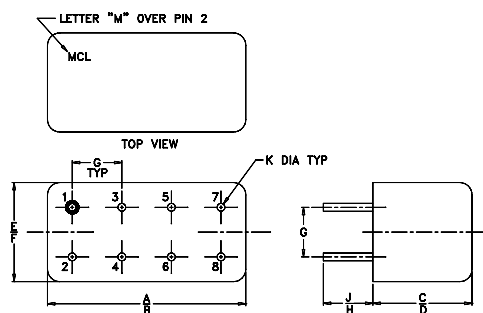 LETTER "M" OVER PIN 2
MCL
TOP VIEW
G
TYP
K DIA TYP
1 3 5 7
E
F
G
2 4 6 8
A
B
J
H
C
D